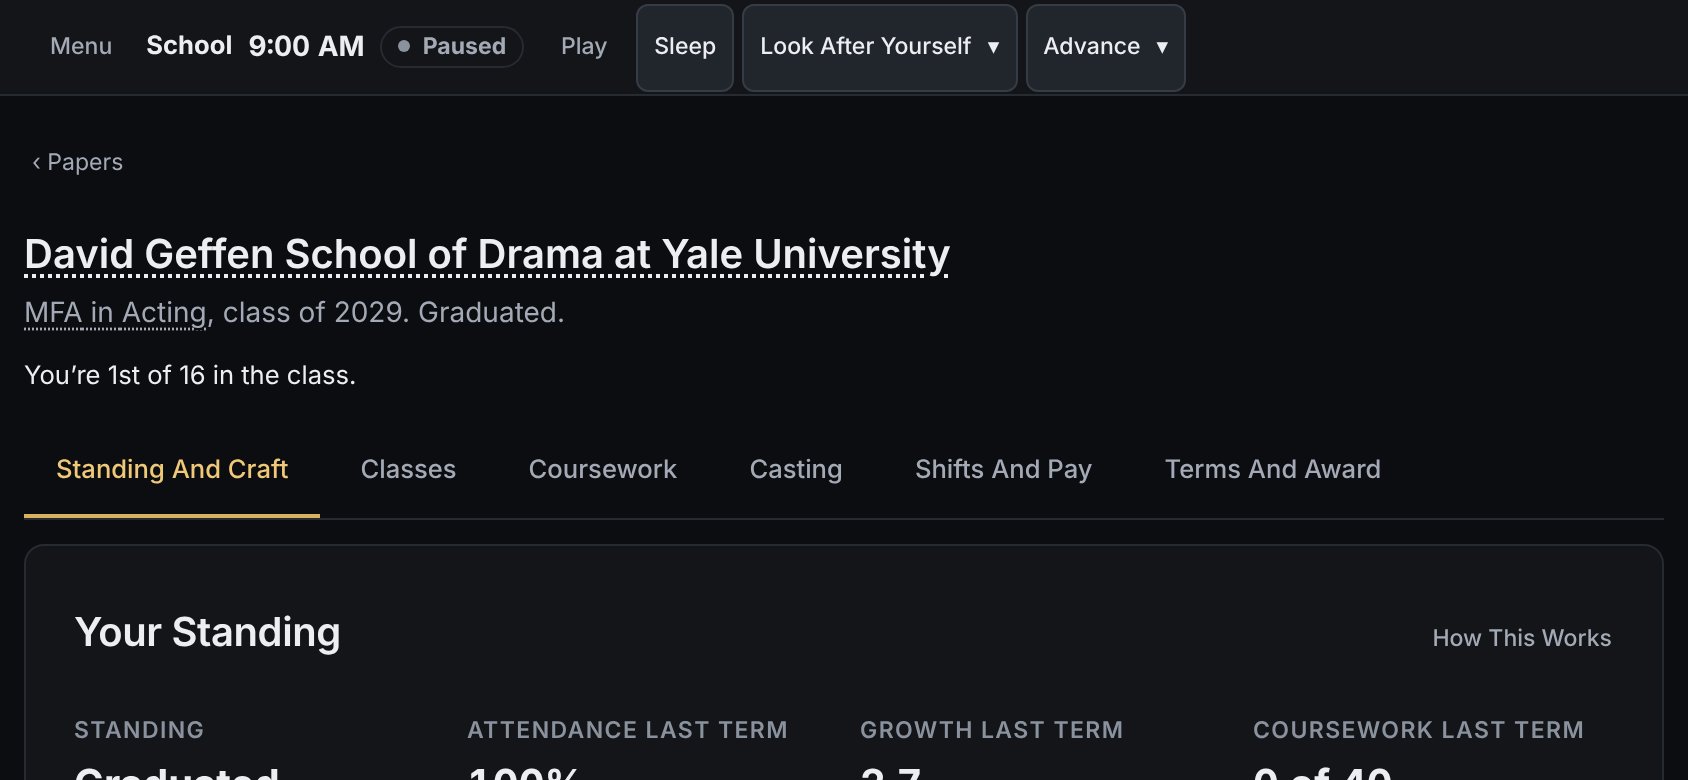 Menu School 9:00 AM Paused Play Sleep Look After Yourself ▼ Advance ▼
‹ Papers
David Geffen School of Drama at Yale University
MFA in Acting, class of 2029. Graduated.
You’re 1st of 16 in the class.
Standing And Craft Classes Coursework Casting Shifts And Pay Terms And Award
Your Standing How This Works
STANDING ATTENDANCE LAST TERM GROWTH LAST TERM COURSEWORK LAST TERM
Graduated 100%